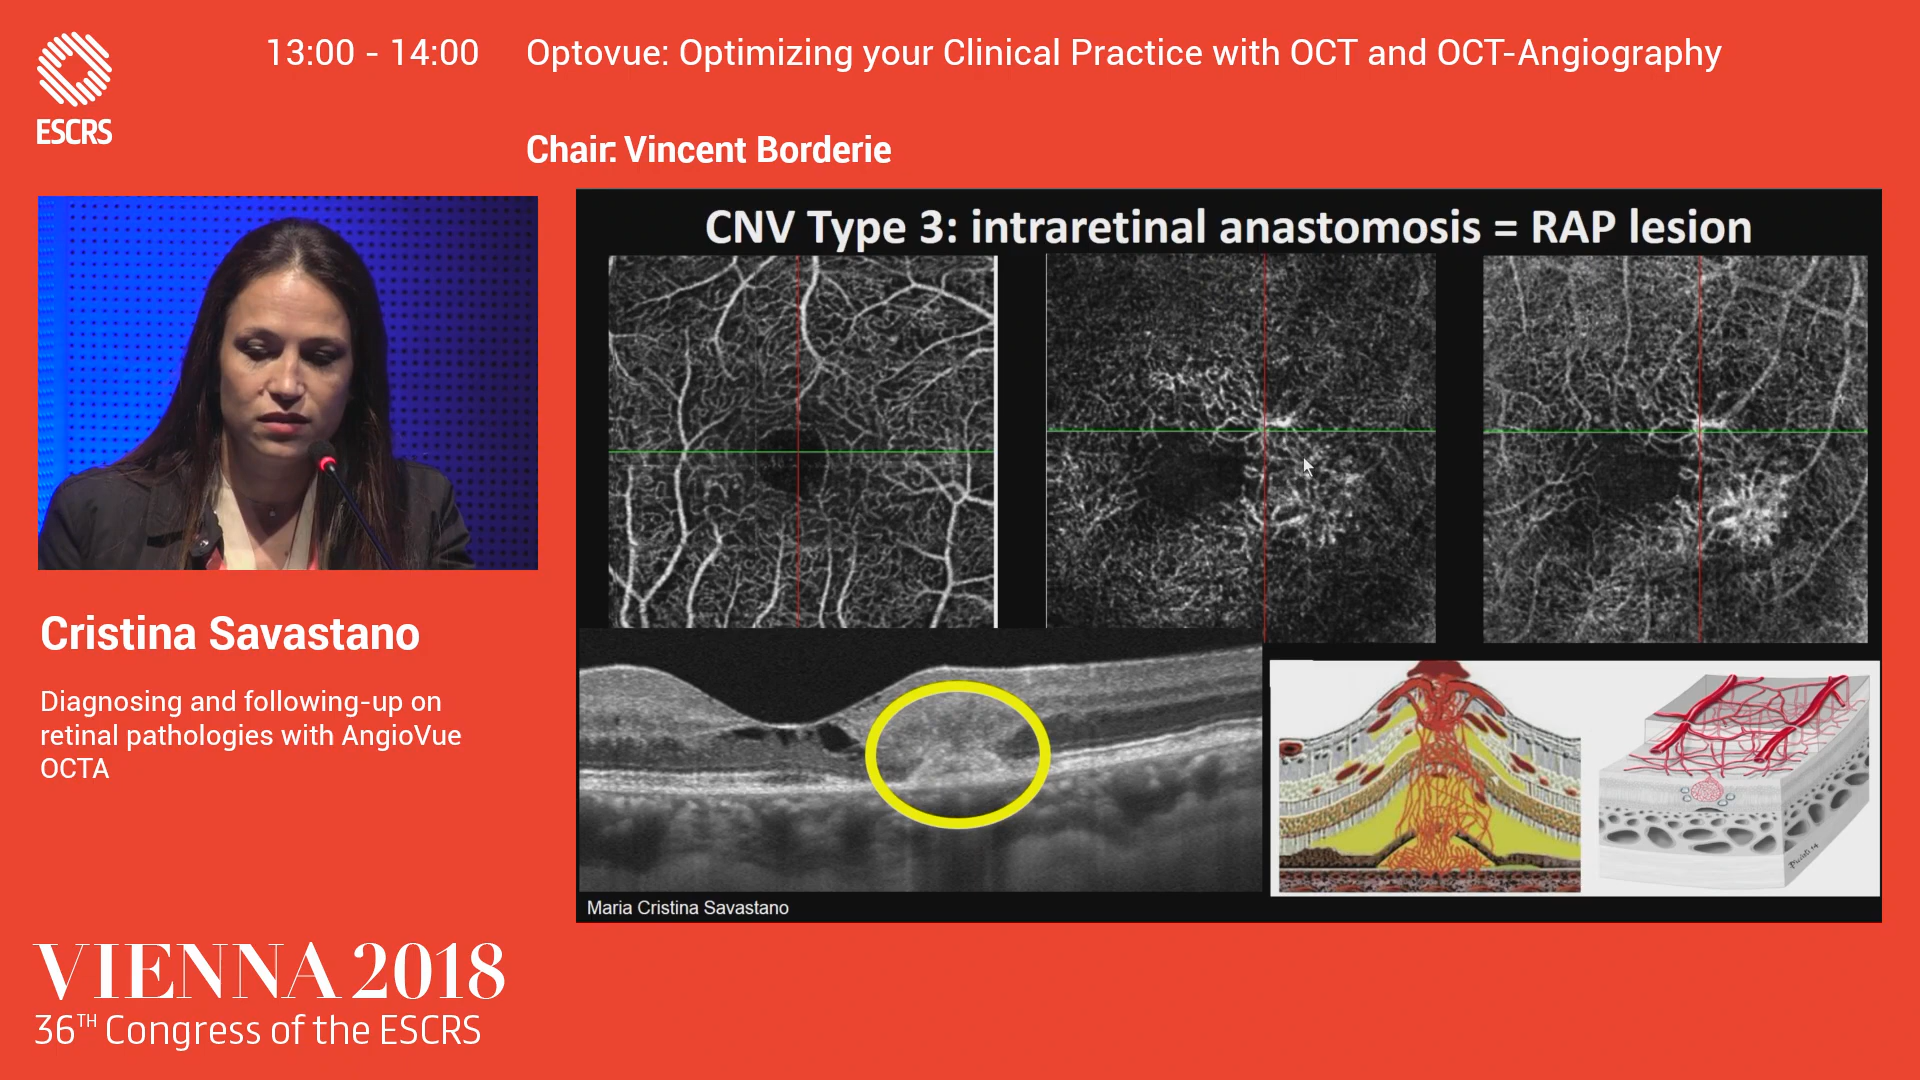 ESCRS
13:00 - 14:00 Optovue: Optimizing your Clinical Practice with OCT and OCT-Angiography
Chair: Vincent Borderie
CNV Type 3: intraretinal anastomosis = RAP lesion
Maria Cristina Savastano
Cristina Savastano
Diagnosing and following-up on
retinal pathologies with AngioVue
OCTA
VIENNA 2018
36TH Congress of the ESCRS